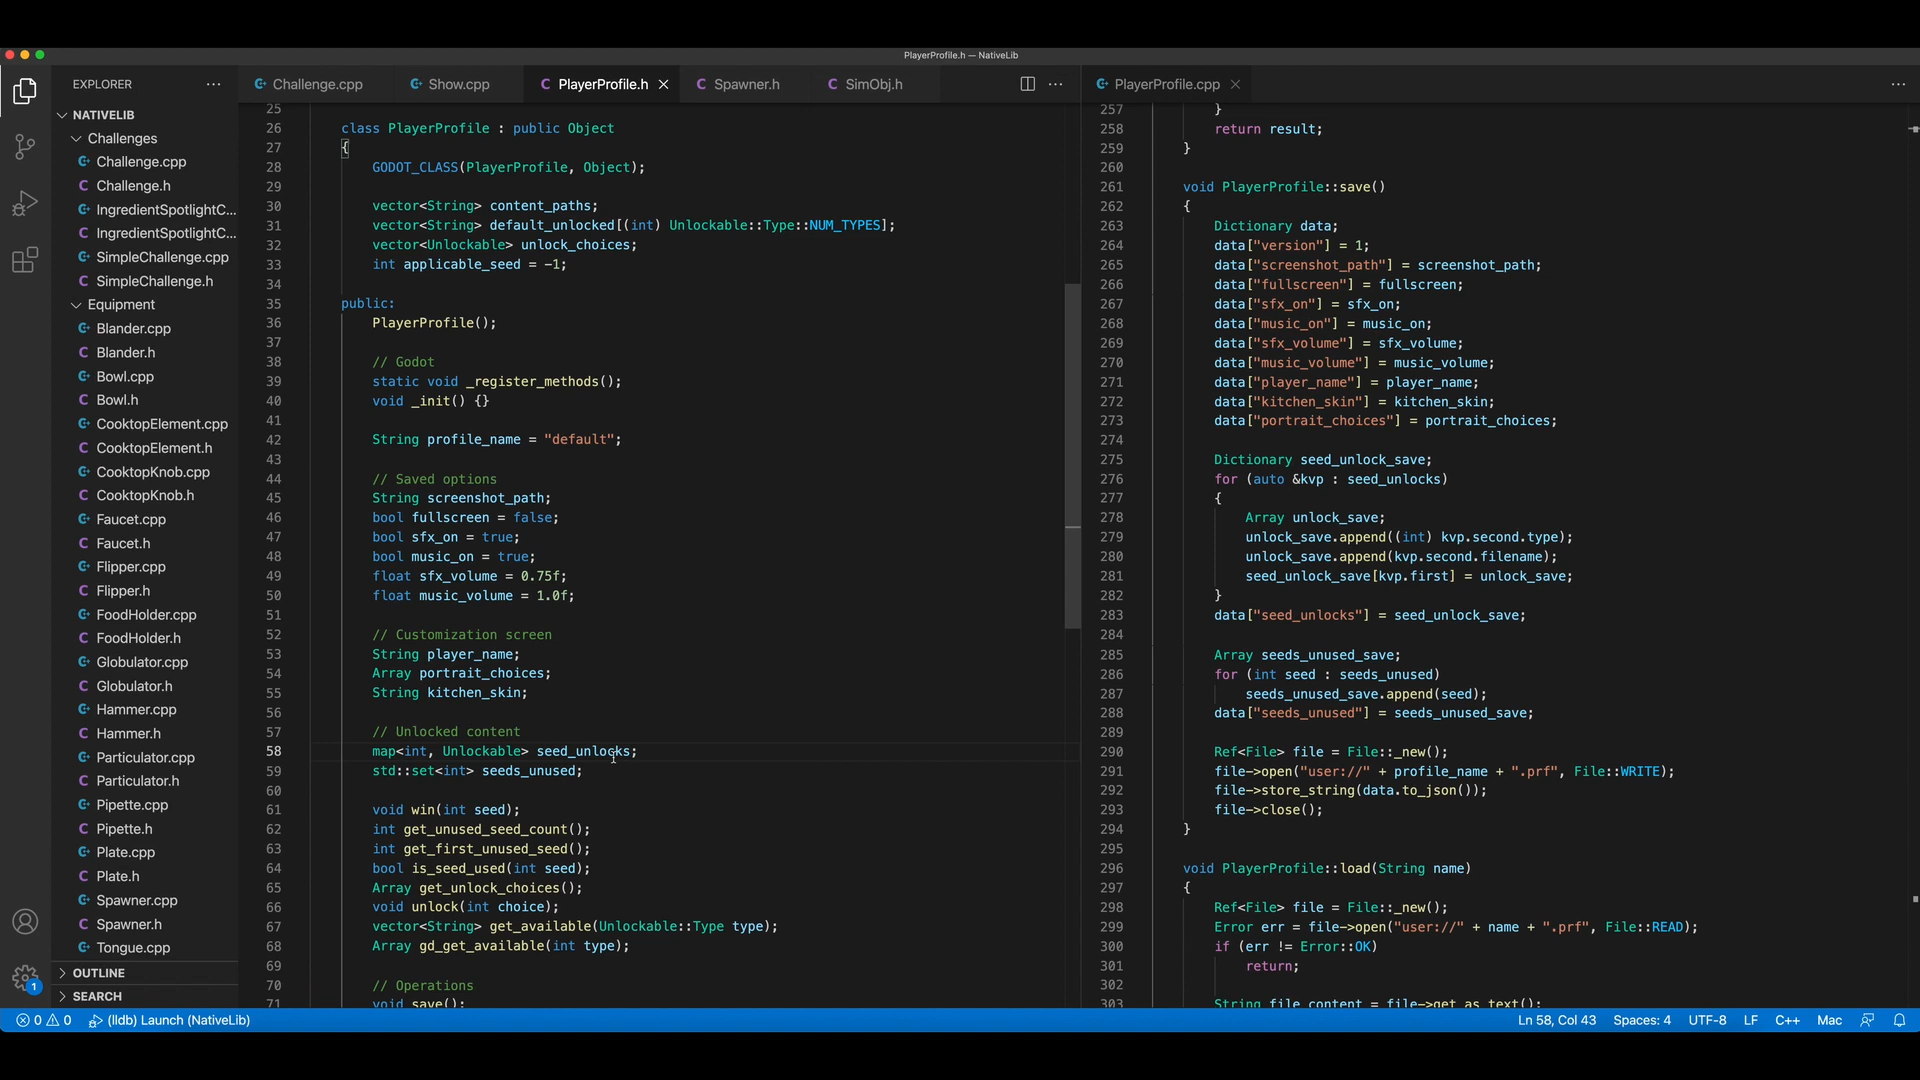 PlayerProfile.h — NativeLib
EXPLORER
NATIVELIB
Challenges
Challenge.cpp
Challenge.h
IngredientSpotlightC...
IngredientSpotlightC...
SimpleChallenge.cpp
SimpleChallenge.h
Equipment
Blander.cpp
Blander.h
Bowl.cpp
Bowl.h
CooktopElement.cpp
CooktopElement.h
CooktopKnob.cpp
CooktopKnob.h
Faucet.cpp
Faucet.h
Flipper.cpp
Flipper.h
FoodHolder.cpp
FoodHolder.h
Globulator.cpp
Globulator.h
Hammer.cpp
Hammer.h
Particulator.cpp
Particulator.h
Pipette.cpp
Pipette.h
Plate.cpp
Plate.h
Spawner.cpp
Spawner.h
Tongue.cpp
OUTLINE
SEARCH
1
Challenge.cpp Show.cpp PlayerProfile.h Spawner.h SimObj.h
25
26 class PlayerProfile : public Object
27 {
28 GODOT_CLASS(PlayerProfile, Object);
29
30 vector<String> content_paths;
31 vector<String> default_unlocked[(int) Unlockable::Type::NUM_TYPES];
32 vector<Unlockable> unlock_choices;
33 int applicable_seed = -1;
34
35 public:
36 PlayerProfile();
37
38 // Godot
39 static void _register_methods();
40 void _init() {}
41
42 String profile_name = "default";
43
44 // Saved options
45 String screenshot_path;
46 bool fullscreen = false;
47 bool sfx_on = true;
48 bool music_on = true;
49 float sfx_volume = 0.75f;
50 float music_volume = 1.0f;
51
52 // Customization screen
53 String player_name;
54 Array portrait_choices;
55 String kitchen_skin;
56
57 // Unlocked content
58 map<int, Unlockable> seed_unlocks;
59 std::set<int> seeds_unused;
60
61 void win(int seed);
62 int get_unused_seed_count();
63 int get_first_unused_seed();
64 bool is_seed_used(int seed);
65 Array get_unlock_choices();
66 void unlock(int choice);
67 vector<String> get_available(Unlockable::Type type);
68 Array gd_get_available(int type);
69
70 // Operations
71 void save();
PlayerProfile.cpp
257 }
258 return result;
259 }
260
261 void PlayerProfile::save()
262 {
263 Dictionary data;
264 data["version"] = 1;
265 data["screenshot_path"] = screenshot_path;
266 data["fullscreen"] = fullscreen;
267 data["sfx_on"] = sfx_on;
268 data["music_on"] = music_on;
269 data["sfx_volume"] = sfx_volume;
270 data["music_volume"] = music_volume;
271 data["player_name"] = player_name;
272 data["kitchen_skin"] = kitchen_skin;
273 data["portrait_choices"] = portrait_choices;
274
275 Dictionary seed_unlock_save;
276 for (auto &kvp : seed_unlocks)
277 {
278 Array unlock_save;
279 unlock_save.append((int) kvp.second.type);
280 unlock_save.append(kvp.second.filename);
281 seed_unlock_save[kvp.first] = unlock_save;
282 }
283 data["seed_unlocks"] = seed_unlock_save;
284
285 Array seeds_unused_save;
286 for (int seed : seeds_unused)
287 seeds_unused_save.append(seed);
288 data["seeds_unused"] = seeds_unused_save;
289
290 Ref<File> file = File::_new();
291 file->open("user://" + profile_name + ".prf", File::WRITE);
292 file->store_string(data.to_json());
293 file->close();
294 }
295
296 void PlayerProfile::load(String name)
297 {
298 Ref<File> file = File::_new();
299 Error err = file->open("user://" + name + ".prf", File::READ);
300 if (err != Error::OK)
301 return;
302
303 String file_content = file->get_as_text();
0 0 (lldb) Launch (NativeLib) Ln 58, Col 43 Spaces: 4 UTF-8 LF C++ Mac